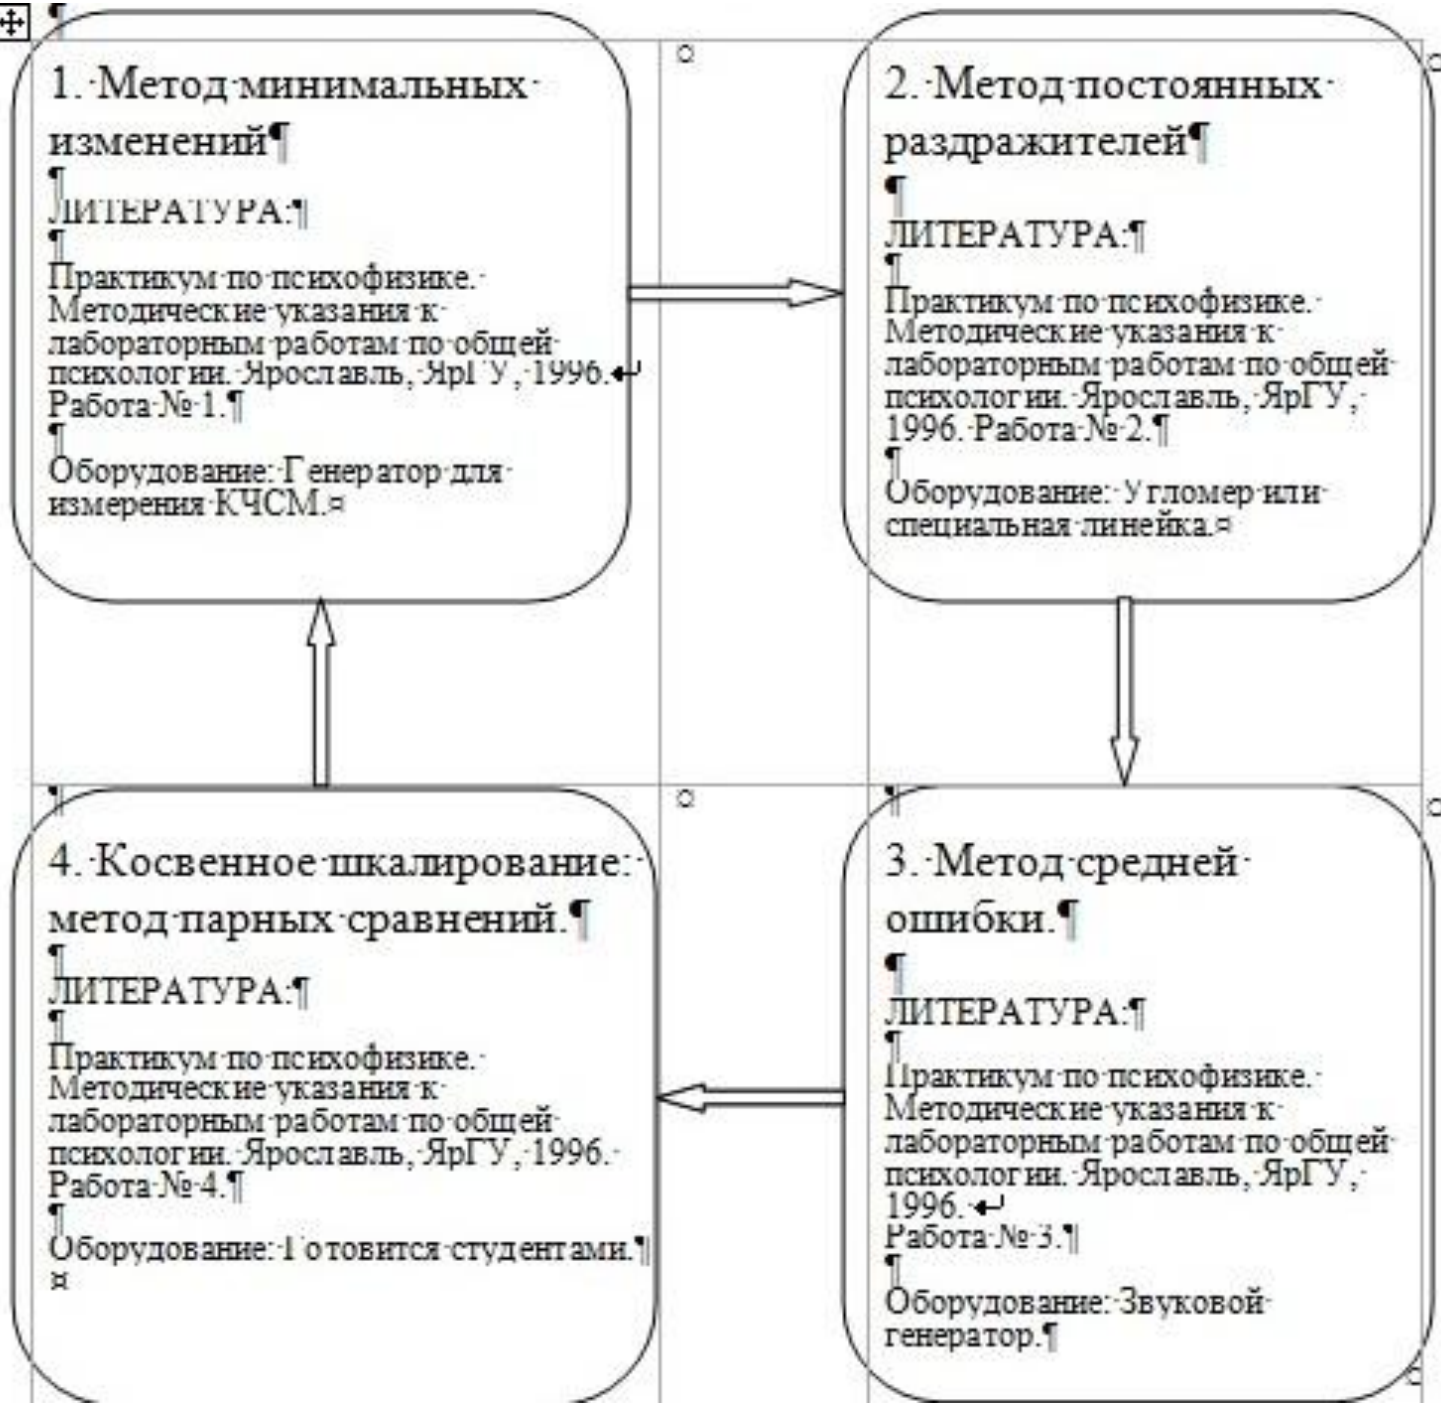 1. Метод минимальных
изменений¶
¶
ЛИТЕРАТУРА:¶
¶
Практикум по психофизике.
Методические указания к
лабораторным работам по общей
психологии. Ярославль, ЯрГУ, 1996.↵
Работа № 1.¶
¶
Оборудование: Генератор для
измерения КЧСМ.¤
2. Метод постоянных
раздражителей¶
¶
ЛИТЕРАТУРА:¶
¶
Практикум по психофизике.
Методические указания к
лабораторным работам по общей
психологии. Ярославль, ЯрГУ,
1996. Работа № 2.¶
¶
Оборудование: Угломер или
специальная линейка.¤
3. Метод средней
ошибки.¶
¶
ЛИТЕРАТУРА:¶
¶
Практикум по психофизике.
Методические указания к
лабораторным работам по общей
психологии. Ярославль, ЯрГУ,
1996. ↵
Работа № 3.¶
¶
Оборудование: Звуковой
генератор.¶
4. Косвенное шкалирование:
метод парных сравнений.¶
¶
ЛИТЕРАТУРА:¶
¶
Практикум по психофизике.
Методические указания к
лабораторным работам по общей
психологии. Ярославль, ЯрГУ, 1996.
Работа № 4.¶
¶
Оборудование: Готовится студентами.¶
¤